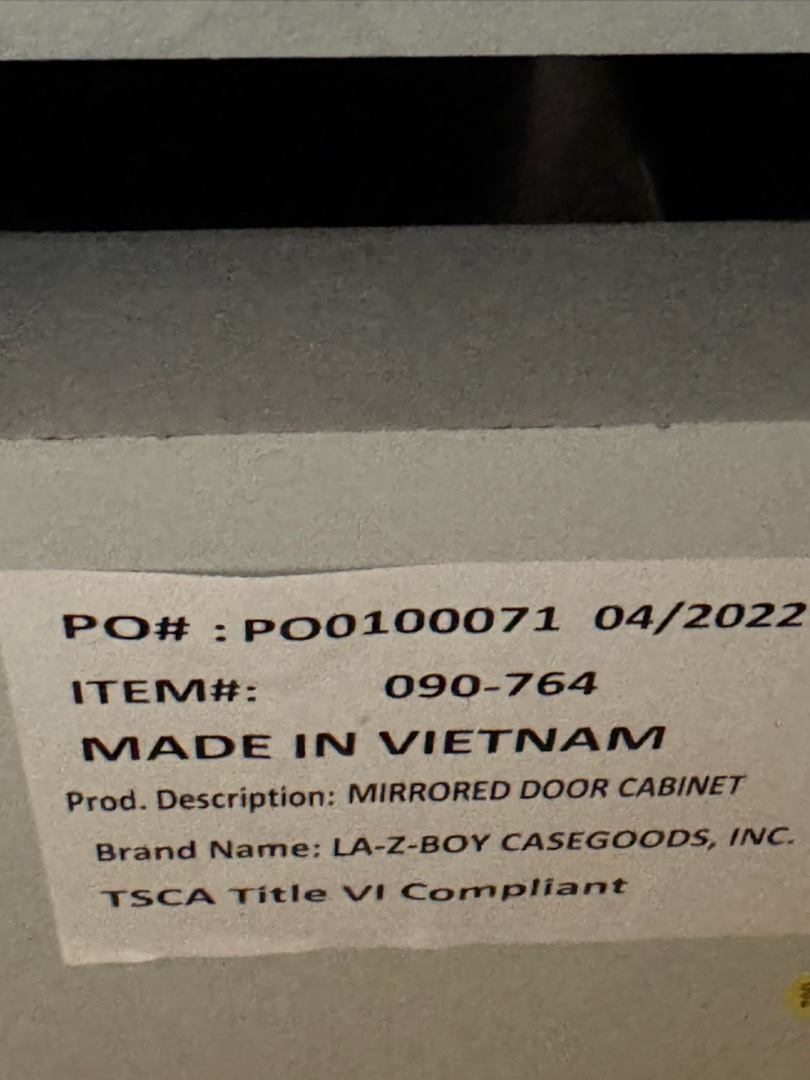 PO# : PO0100071 04/2022
ITEM#: 090-764
MADE IN VIETNAM
Prod. Description: MIRRORED DOOR CABINET
Brand Name: LA-Z-BOY CASEGOODS, INC.
TSCA Title VI Compliant